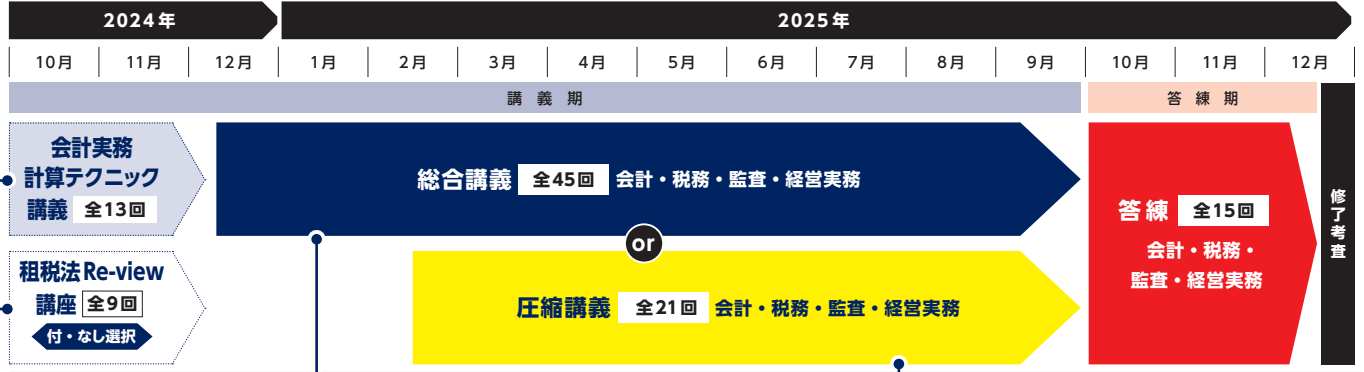 2024年
2025年
10月 11月 12月 1月 2月 3月 4月 5月 6月 7月 8月 9月 10月 11月 12月
講義期
答練期
会計実務
計算テクニック
講義 全13回
租税法Re-view
講座 全9回
付・なし選択
総合講義 全45回 会計・税務・監査・経営実務
or
圧縮講義 全21回 会計・税務・監査・経営実務
答練 全15回
会計・税務・
監査・経営実務
修了考査